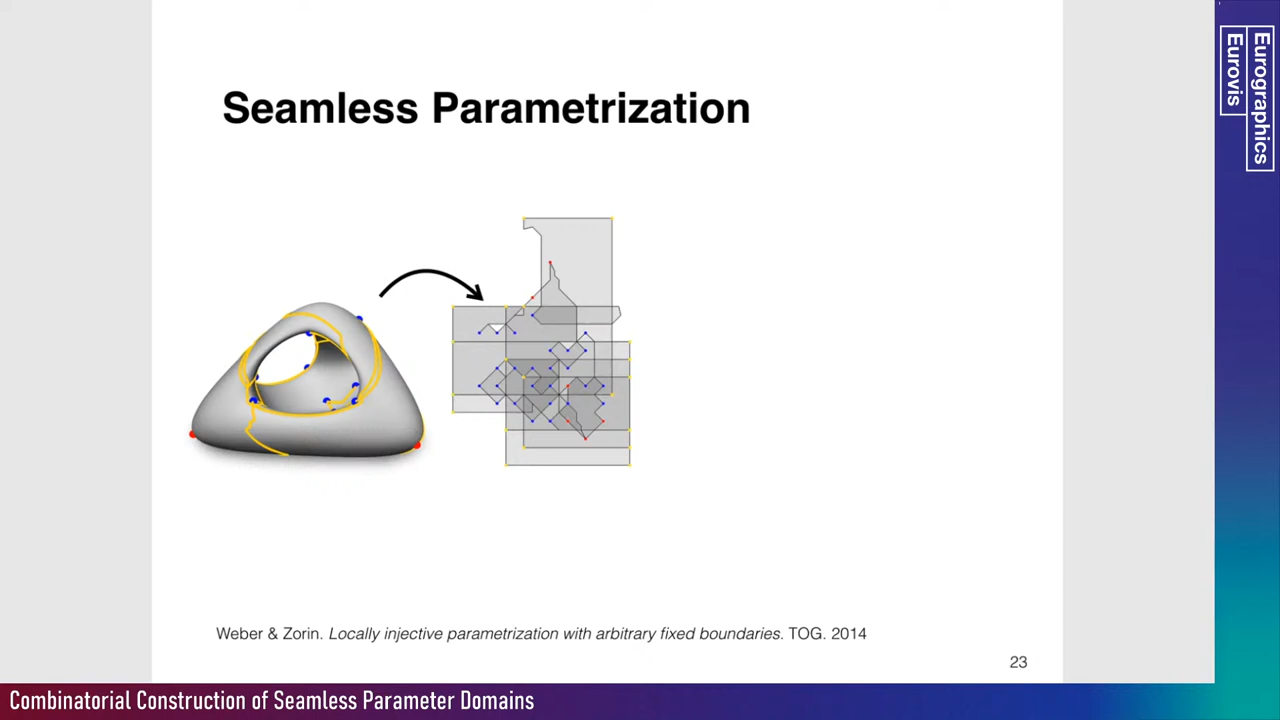 Seamless Parametrization
Weber & Zorin. Locally injective parametrization with arbitrary fixed boundaries. TOG. 2014
23
Combinatorial Construction of Seamless Parameter Domains
Eurographics
Eurovis